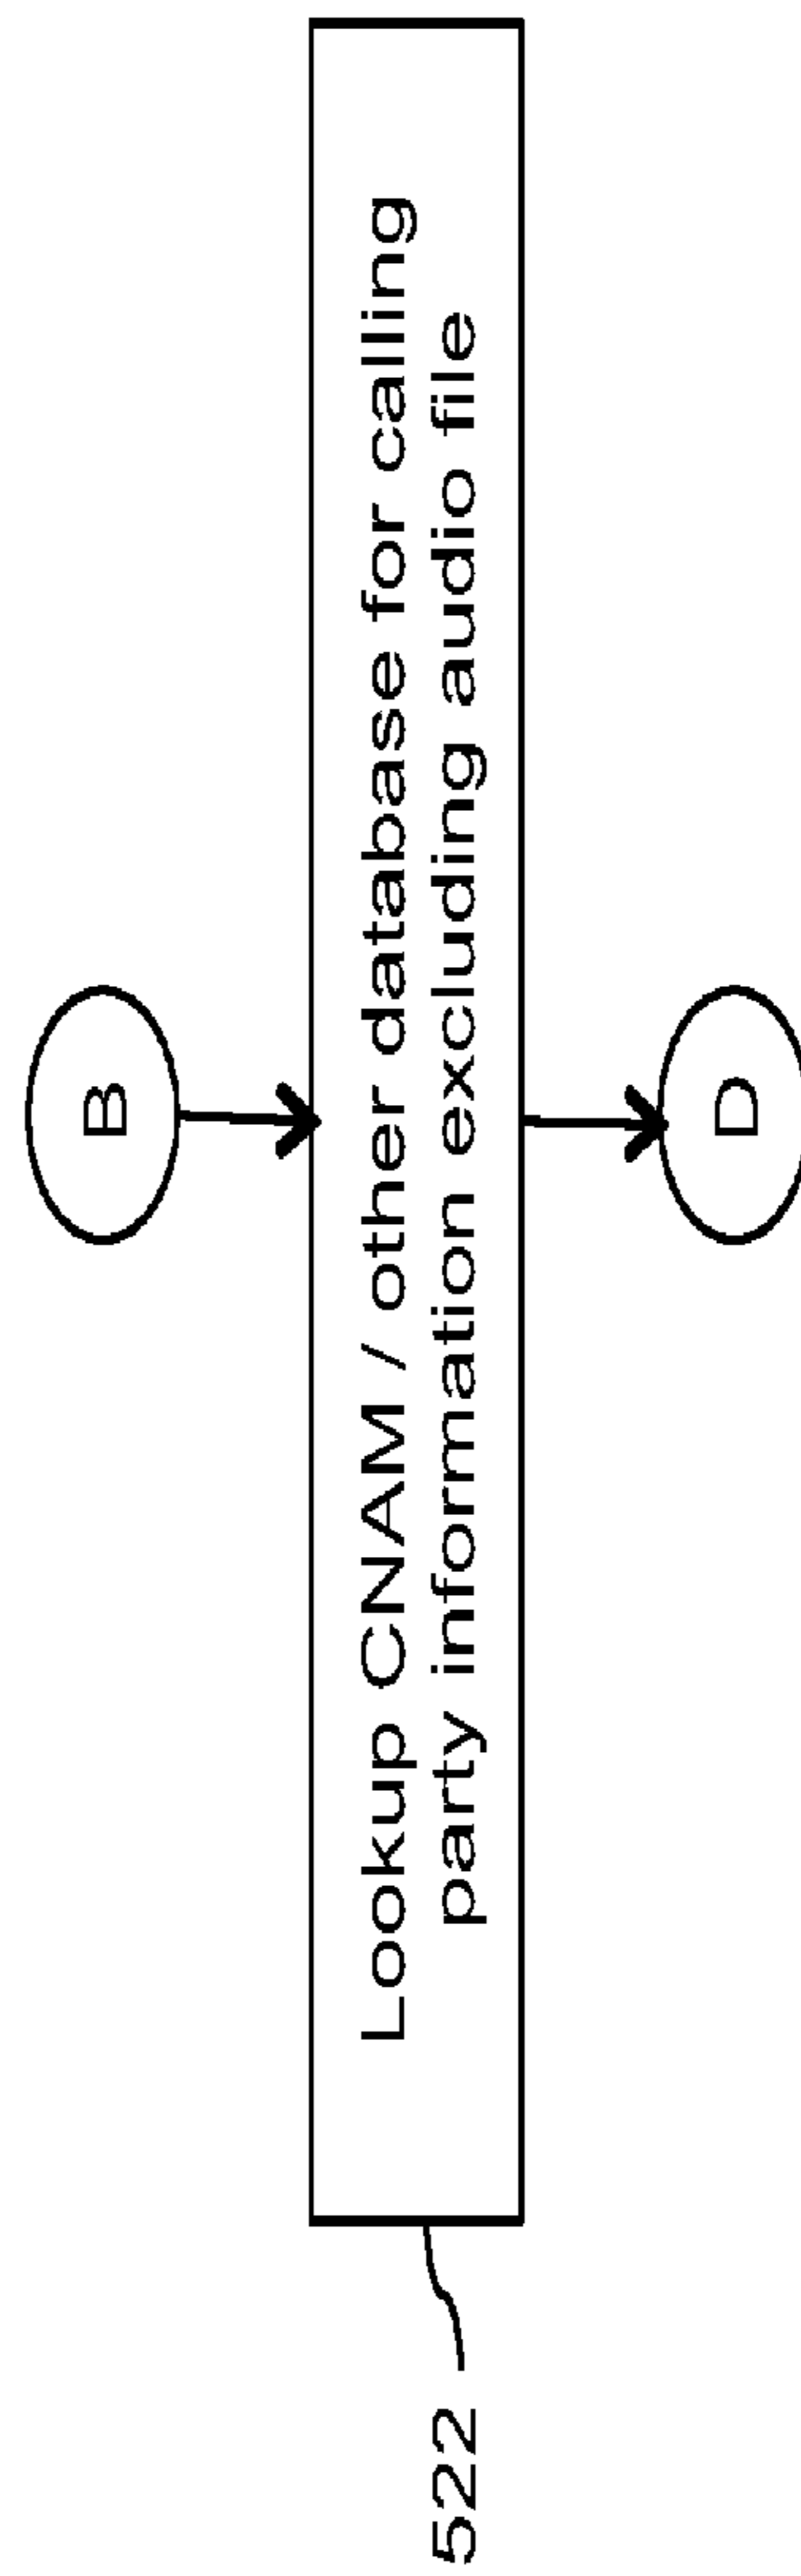 B
Lookup CNAM / other database for calling
party information excluding audio file
522
D